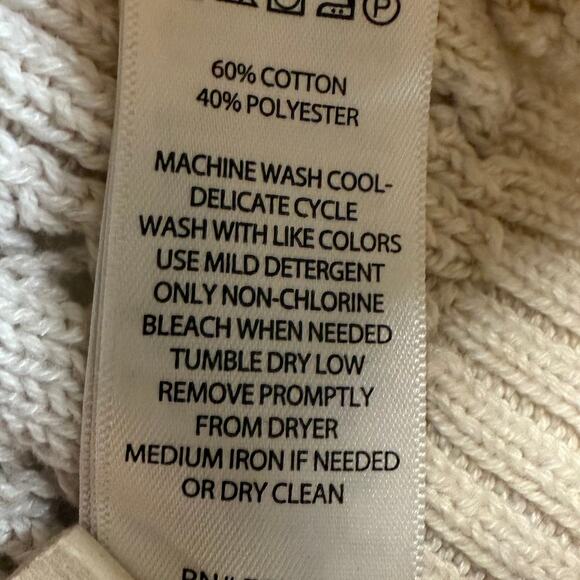 P
60% COTTON
40% POLYESTER
MACHINE WASH COOL-
DELICATE CYCLE
WASH WITH LIKE COLORS
USE MILD DETERGENT
ONLY NON-CHLORINE
BLEACH WHEN NEEDED
TUMBLE DRY LOW
REMOVE PROMPTLY
FROM DRYER
MEDIUM IRON IF NEEDED
OR DRY CLEAN